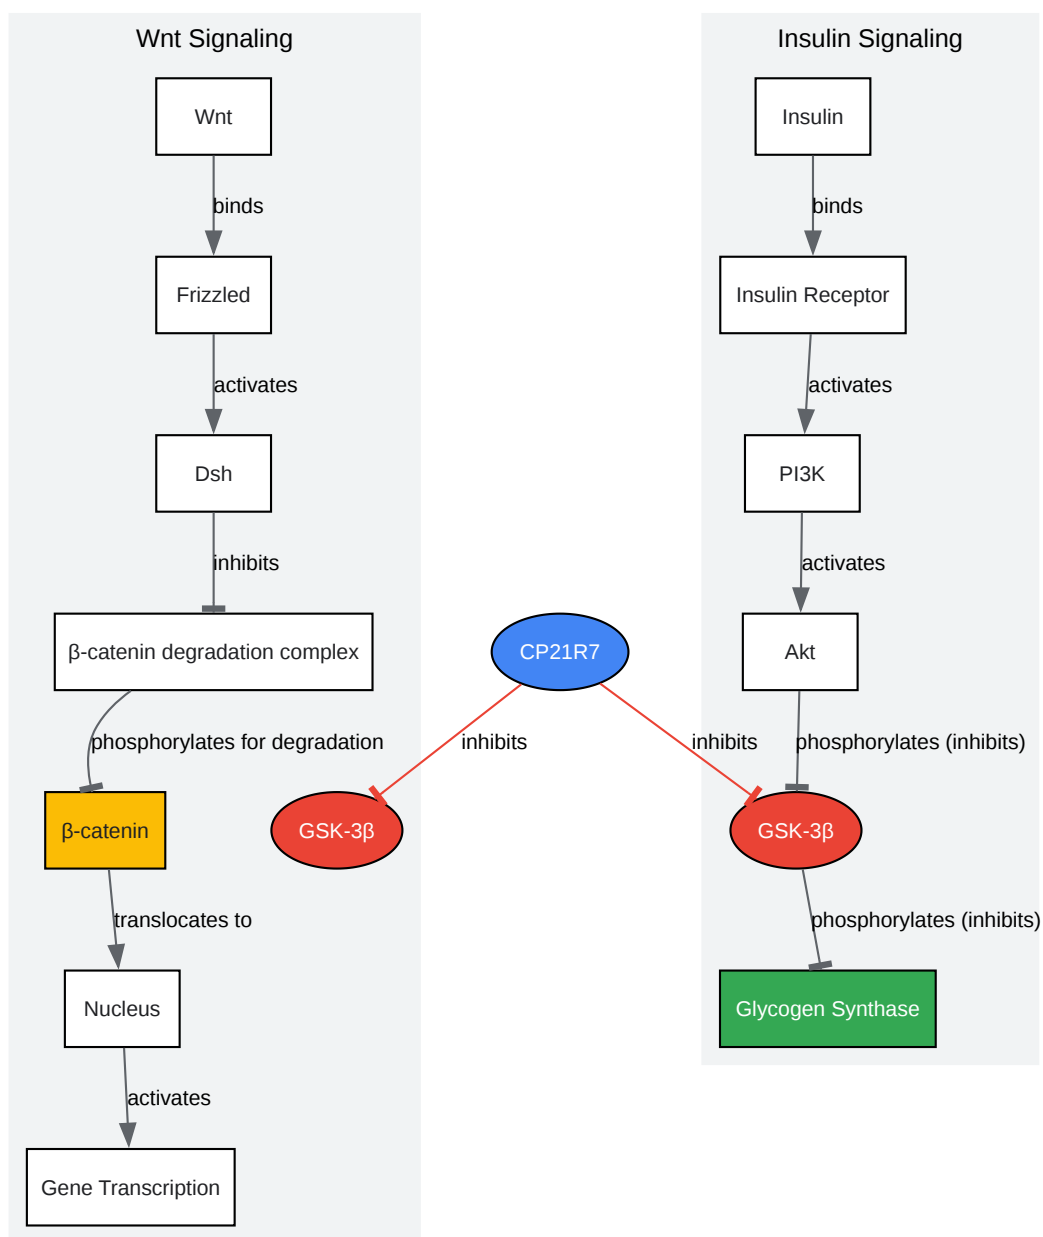 Wnt Signaling
Wnt
binds
Frizzled
activates
Dsh
inhibits
β-catenin degradation complex
phosphorylates for degradation
β-catenin
GSK-3β
translocates to
Nucleus
activates
Gene Transcription
CP21R7
inhibits
inhibits
Insulin Signaling
Insulin
binds
Insulin Receptor
activates
PI3K
activates
Akt
phosphorylates (inhibits)
GSK-3β
phosphorylates (inhibits)
Glycogen Synthase